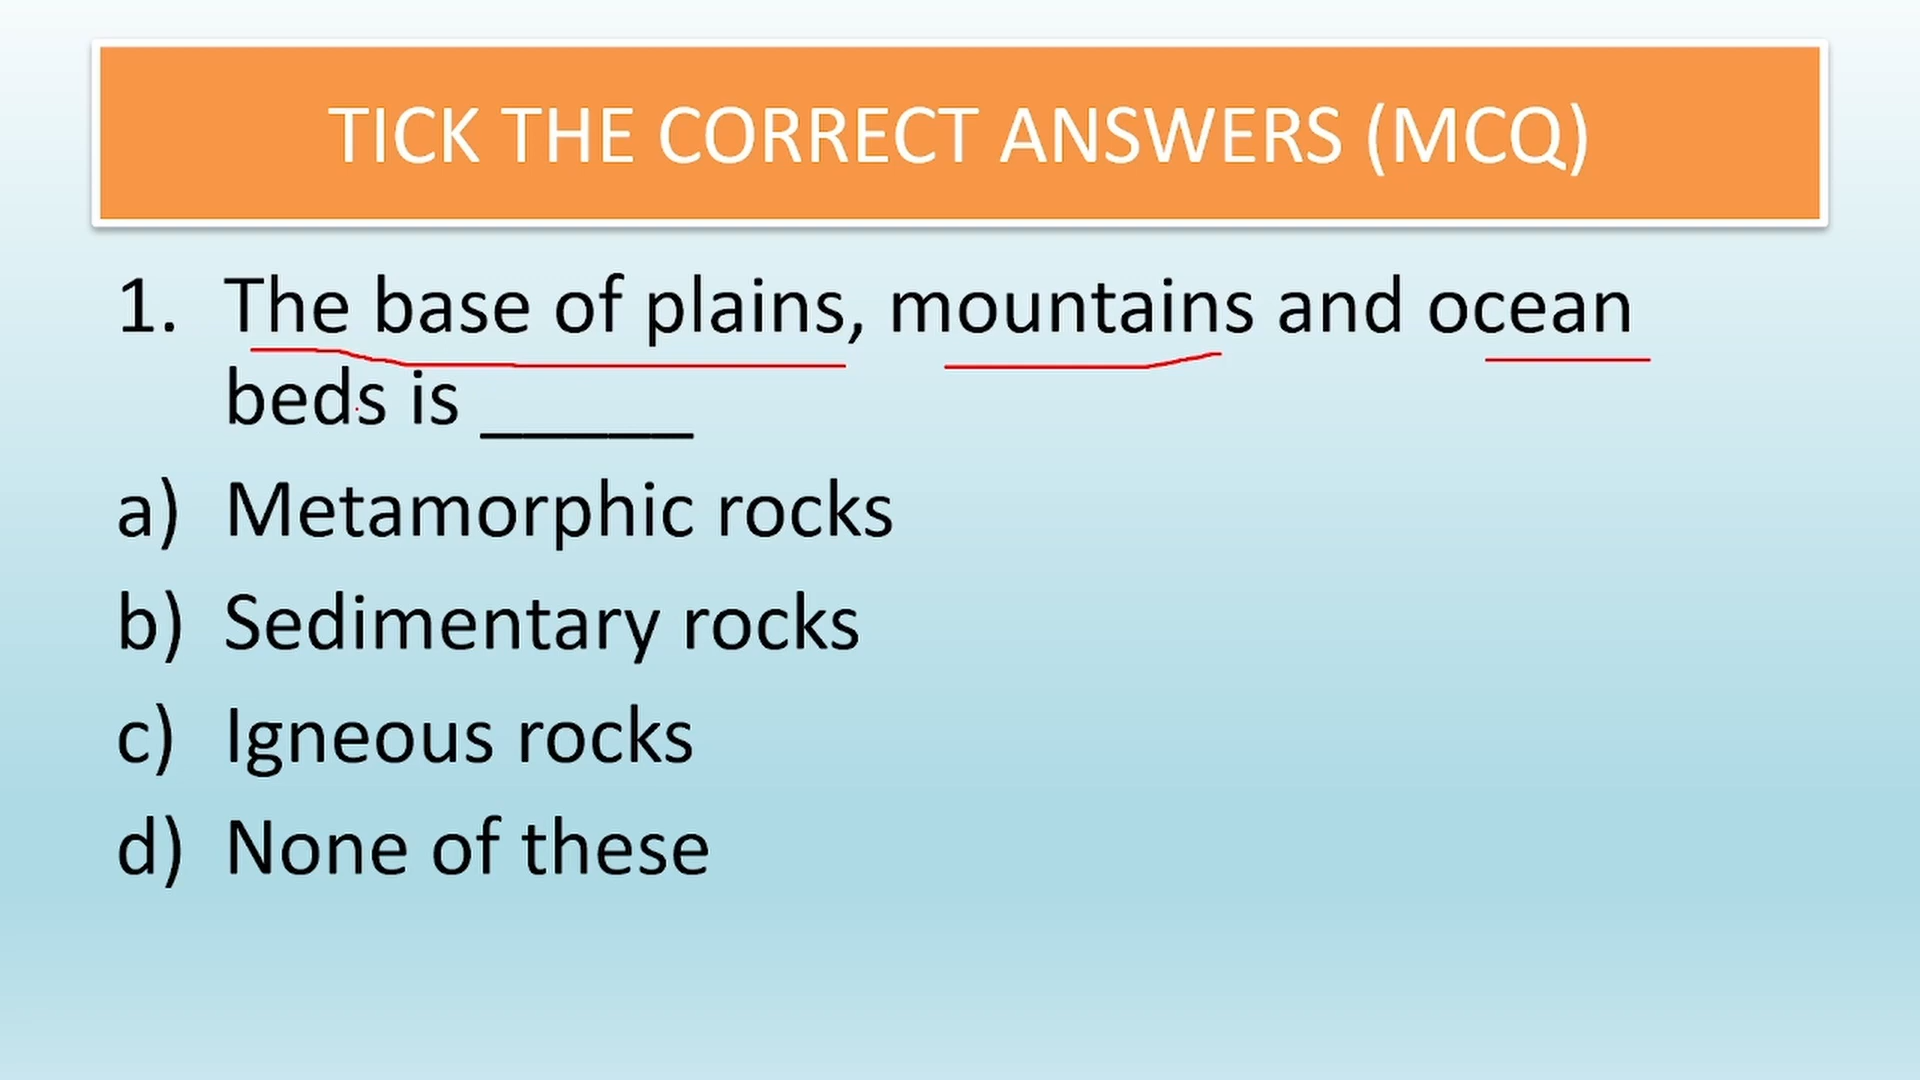 TICK THE CORRECT ANSWERS (MCQ)
1. The base of plains, mountains and ocean
beds is _____
a) Metamorphic rocks
b) Sedimentary rocks
c) Igneous rocks
d) None of these